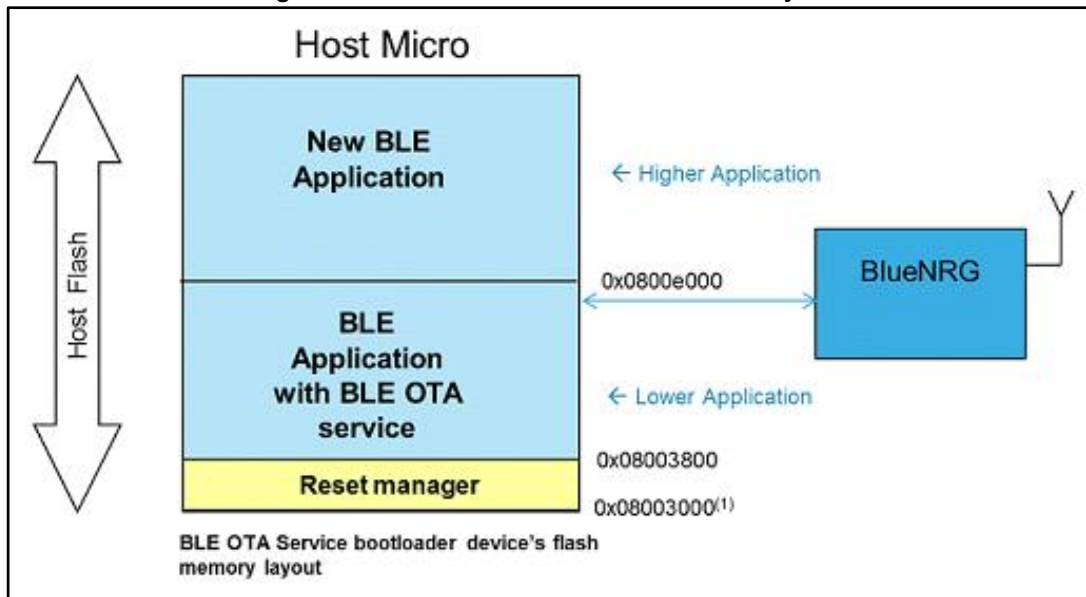 Host Micro
Host Flash
New BLE
Application
← Higher Application
0x0800e000
BlueNRG
BLE
Application
with BLE OTA
service
← Lower Application
0x08003800
Reset manager
0x08003000(1)
BLE OTA Service bootloader device's flash
memory layout